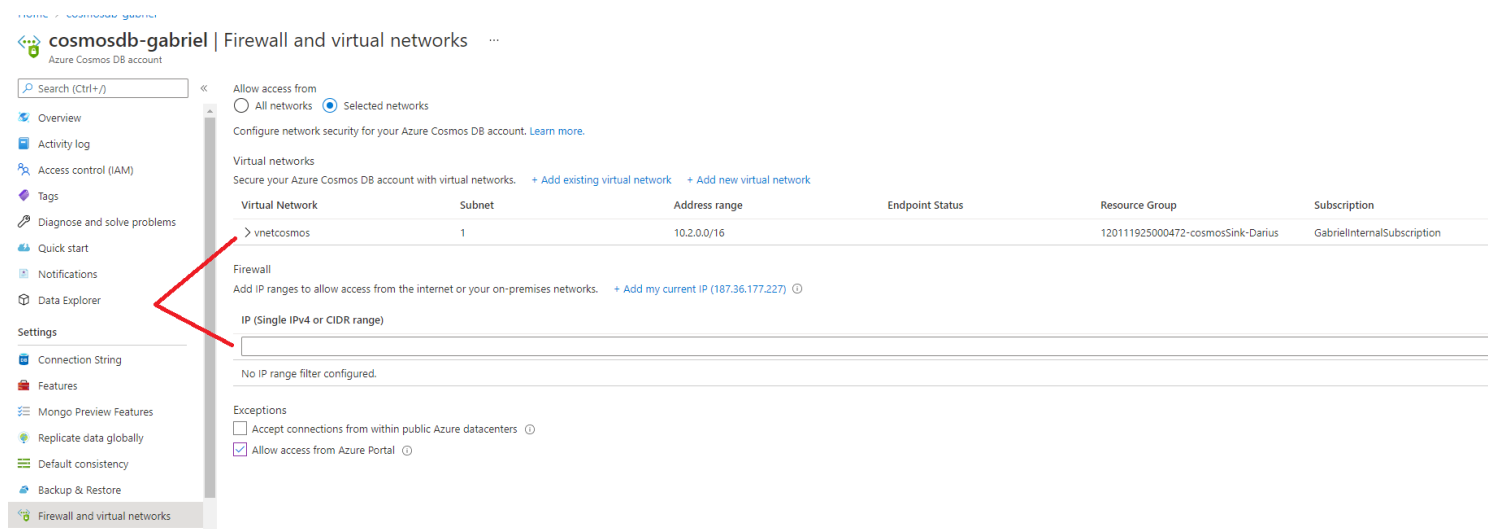 Home > cosmosdb-gabriel
cosmosdb-gabriel | Firewall and virtual networks ...
Azure Cosmos DB account
Search (Ctrl+/)
«
Overview
Activity log
Access control (IAM)
Tags
Diagnose and solve problems
Quick start
Notifications
Data Explorer
Settings
Connection String
Features
Mongo Preview Features
Replicate data globally
Default consistency
Backup & Restore
Firewall and virtual networks
Allow access from
All networks Selected networks
Configure network security for your Azure Cosmos DB account. Learn more.
Virtual networks
Secure your Azure Cosmos DB account with virtual networks. + Add existing virtual network + Add new virtual network
Virtual Network Subnet Address range Endpoint Status Resource Group Subscription
> vnetcosmos 1 10.2.0.0/16 120111925000472-cosmosSink-Darius GabrielInternalSubscription
Firewall
Add IP ranges to allow access from the internet or your on-premises networks. + Add my current IP (187.36.177.227)
IP (Single IPv4 or CIDR range)
No IP range filter configured.
Exceptions
Accept connections from within public Azure datacenters
Allow access from Azure Portal